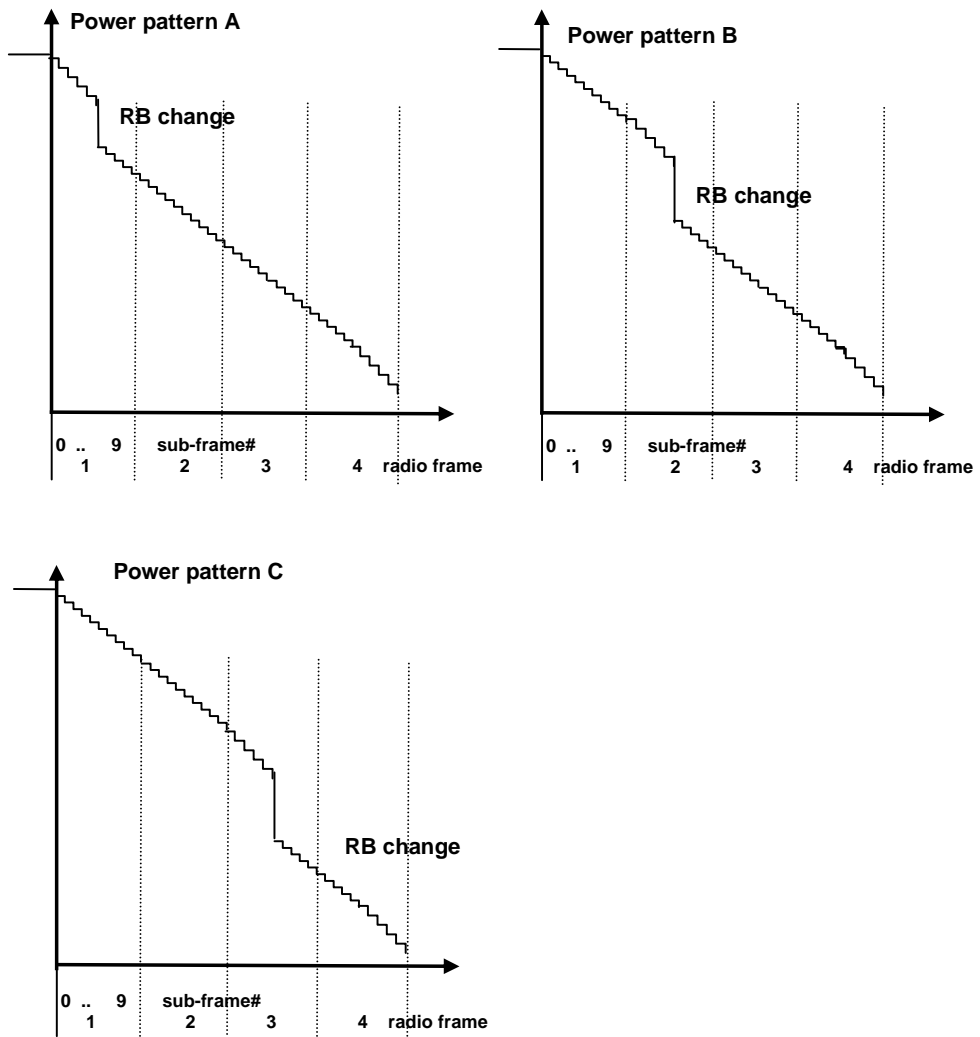 Power pattern A
RB change
0 .. 9 sub-frame#
1 2 3 4 radio frame
Power pattern B
RB change
0 .. 9 sub-frame#
1 2 3 4 radio frame
Power pattern C
RB change
0 .. 9 sub-frame#
1 2 3 4 radio frame